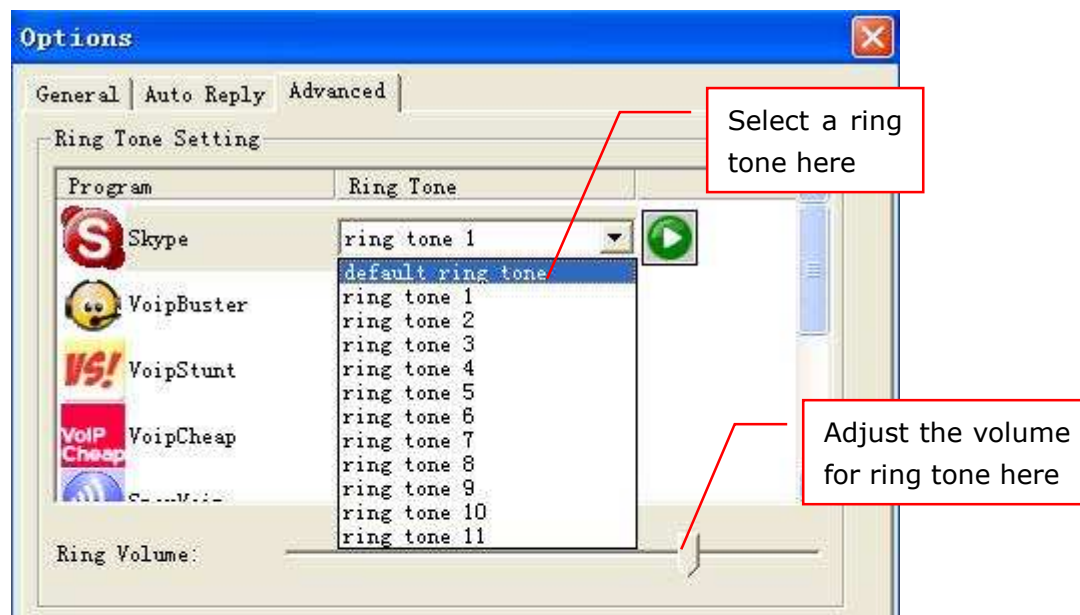 Options
General
Auto Reply
Advanced
Select a ring
tone here
Ring Tone Setting
Program
Ring Tone
S
Skype
ring tone 1
default ring tone
ring tone 1
VoipBuster
ring tone 2
ring tone 3
VS!
VoipStunt
ring tone 4
ring tone 5
ring tone 6
VoIP
Cheap
VoipCheap
ring tone 7
ring tone 8
ring tone 9
ring tone 10
ring tone 11
Adjust the volume
for ring tone here
Ring Volume: